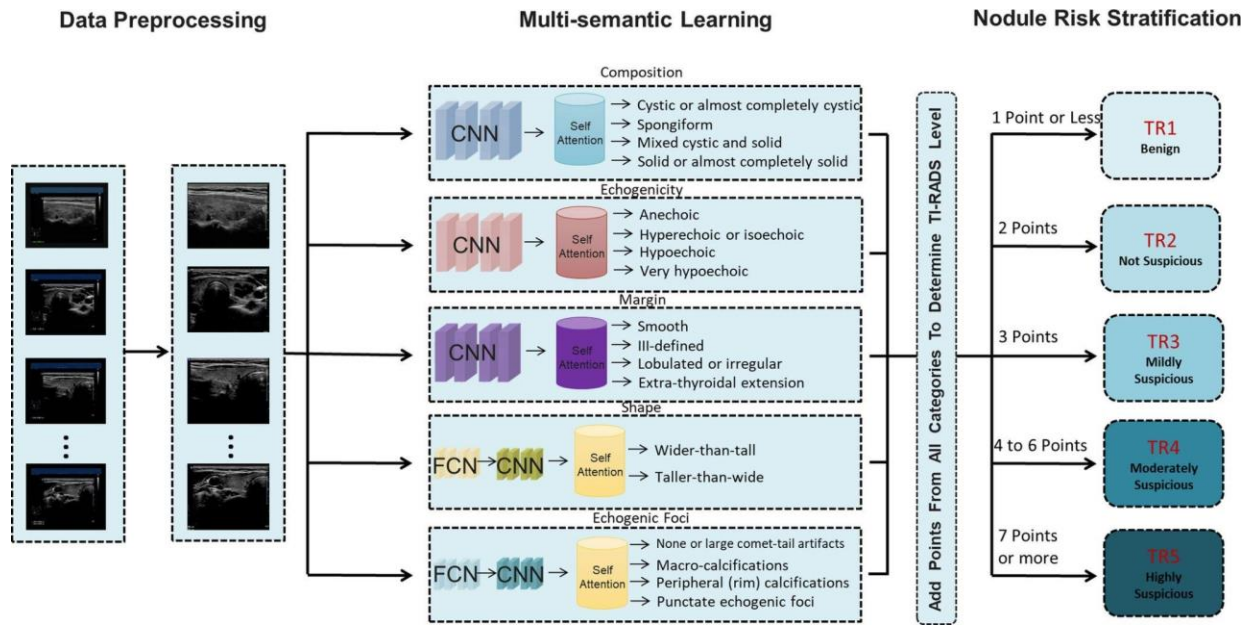 Data Preprocessing
Multi-semantic Learning
Nodule Risk Stratification
Composition
CNN
Self
Attention
Cystic or almost completely cystic
Spongiform
Mixed cystic and solid
Solid or almost completely solid
Echogenicity
CNN
Self
Attention
Anechoic
Hyperechoic or isoechoic
Hypoechoic
Very hypoechoic
Margin
CNN
Self
Attention
Smooth
III-defined
Lobulated or irregular
Extra-thyroidal extension
Shape
FCN
CNN
Self
Attention
Wider-than-tall
Taller-than-wide
Echogenic Foci
FCN
CNN
Self
Attention
None or large comet-tail artifacts
Macro-calcifications
Peripheral (rim) calcifications
Punctate echogenic foci
Add Points From All Categories To Determine TI-RADS Level
1 Point or Less
TR1
Benign
2 Points
TR2
Not Suspicious
3 Points
TR3
Mildly
Suspicious
4 to 6 Points
TR4
Moderately
Suspicious
7 Points
or more
TR5
Highly
Suspicious